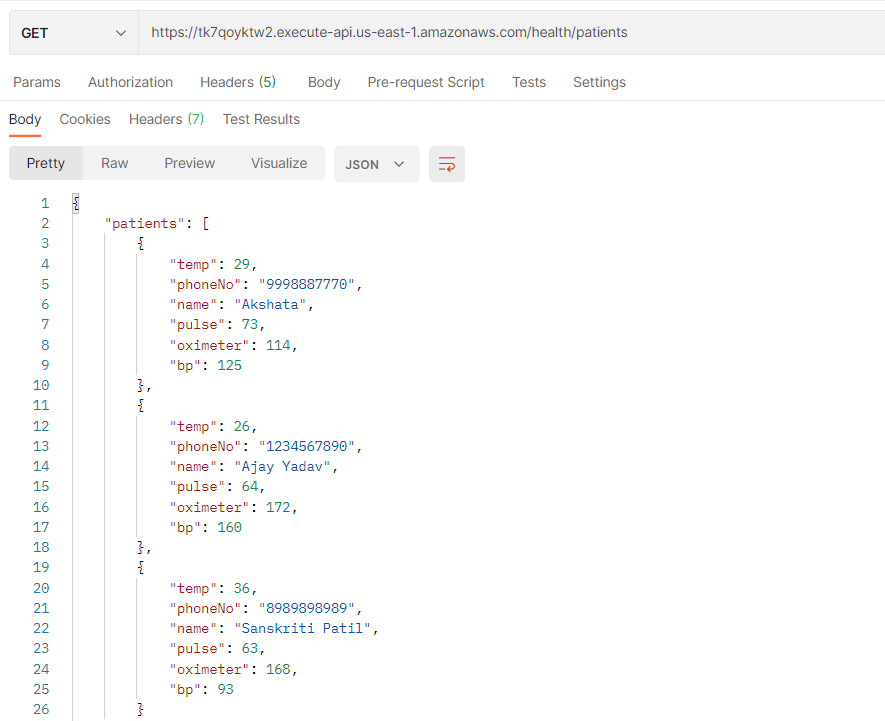 GET https://tk7qoyktw2.execute-api.us-east-1.amazonaws.com/health/patients
Params Authorization Headers (5) Body Pre-request Script Tests Settings
Body Cookies Headers (7) Test Results
Pretty Raw Preview Visualize JSON
1 {
2 "patients": [
3 {
4 "temp": 29,
5 "phoneNo": "9998887770",
6 "name": "Akshata",
7 "pulse": 73,
8 "oximeter": 114,
9 "bp": 125
10 },
11 {
12 "temp": 26,
13 "phoneNo": "1234567890",
14 "name": "Ajay Yadav",
15 "pulse": 64,
16 "oximeter": 172,
17 "bp": 160
18 },
19 {
20 "temp": 36,
21 "phoneNo": "8989898989",
22 "name": "Sanskriti Patil",
23 "pulse": 63,
24 "oximeter": 168,
25 "bp": 93
26 }